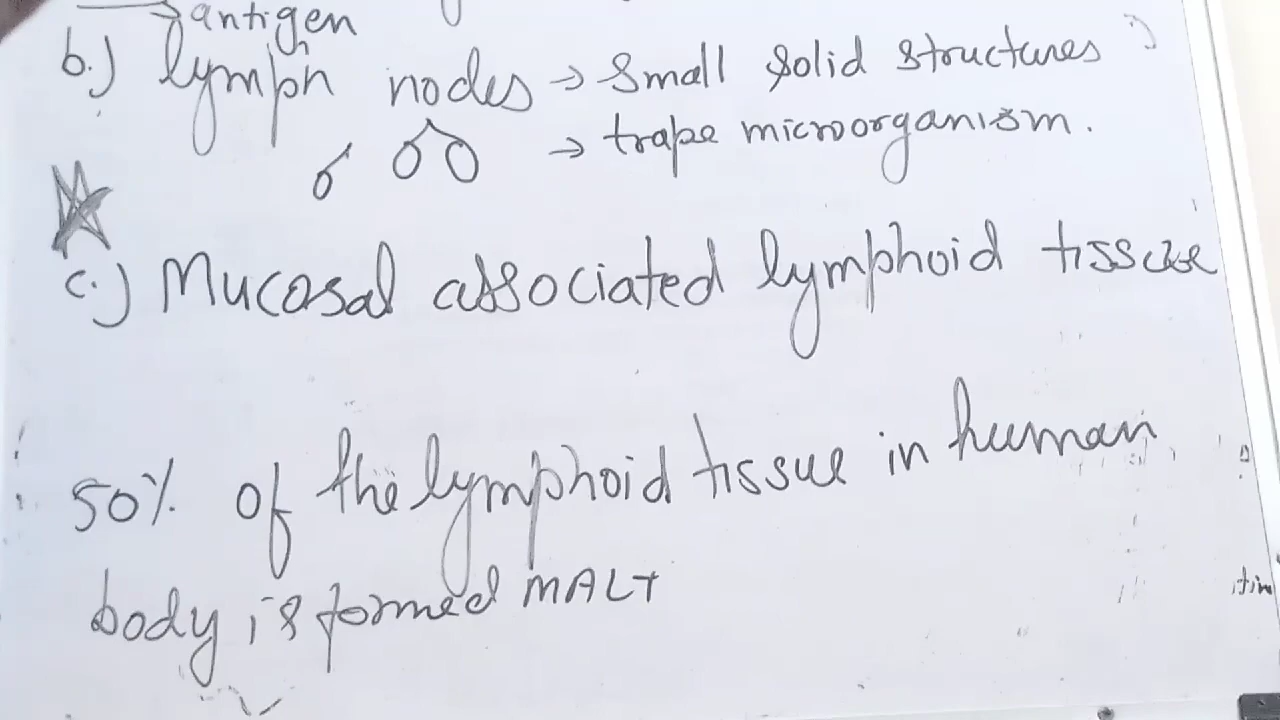 → antigen
b.) lymph nodes → Small solid structures
→ trape microorganism.
c.) Mucosal associated lymphoid tissue
50% of the lymphoid tissue in human
body is formed MALT